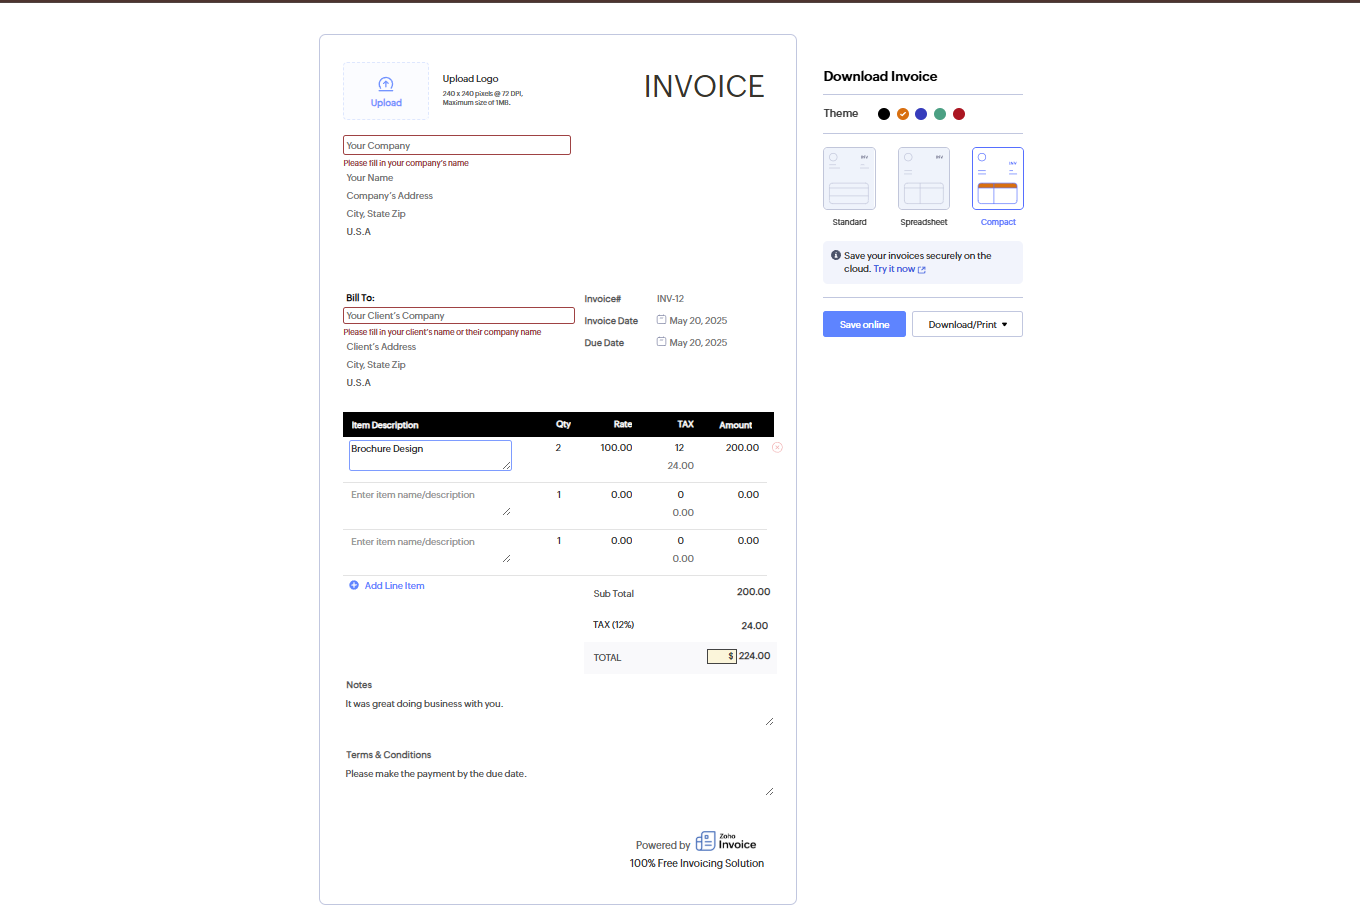 Upload
Upload Logo
240 x 240 pixels @ 72 DPI,
Maximum size of 1MB.
INVOICE
Your Company
Please fill in your company's name
Your Name
Company's Address
City, State Zip
U.S.A
Bill To:
Your Client's Company
Please fill in your client's name or their company name
Client's Address
City, State Zip
U.S.A
Invoice# INV-12
Invoice Date May 20, 2025
Due Date May 20, 2025
Item Description Qty Rate TAX Amount
Brochure Design 2 100.00 12 200.00
24.00
Enter item name/description 1 0.00 0 0.00
0.00
Enter item name/description 1 0.00 0 0.00
0.00
Add Line Item
Sub Total 200.00
TAX (12%) 24.00
TOTAL $ 224.00
Notes
It was great doing business with you.
Terms & Conditions
Please make the payment by the due date.
Powered by Zoho Invoice
100% Free Invoicing Solution
Download Invoice
Theme
INV INV INV
Standard Spreadsheet Compact
Save your invoices securely on the
cloud. Try it now
Save online Download/Print